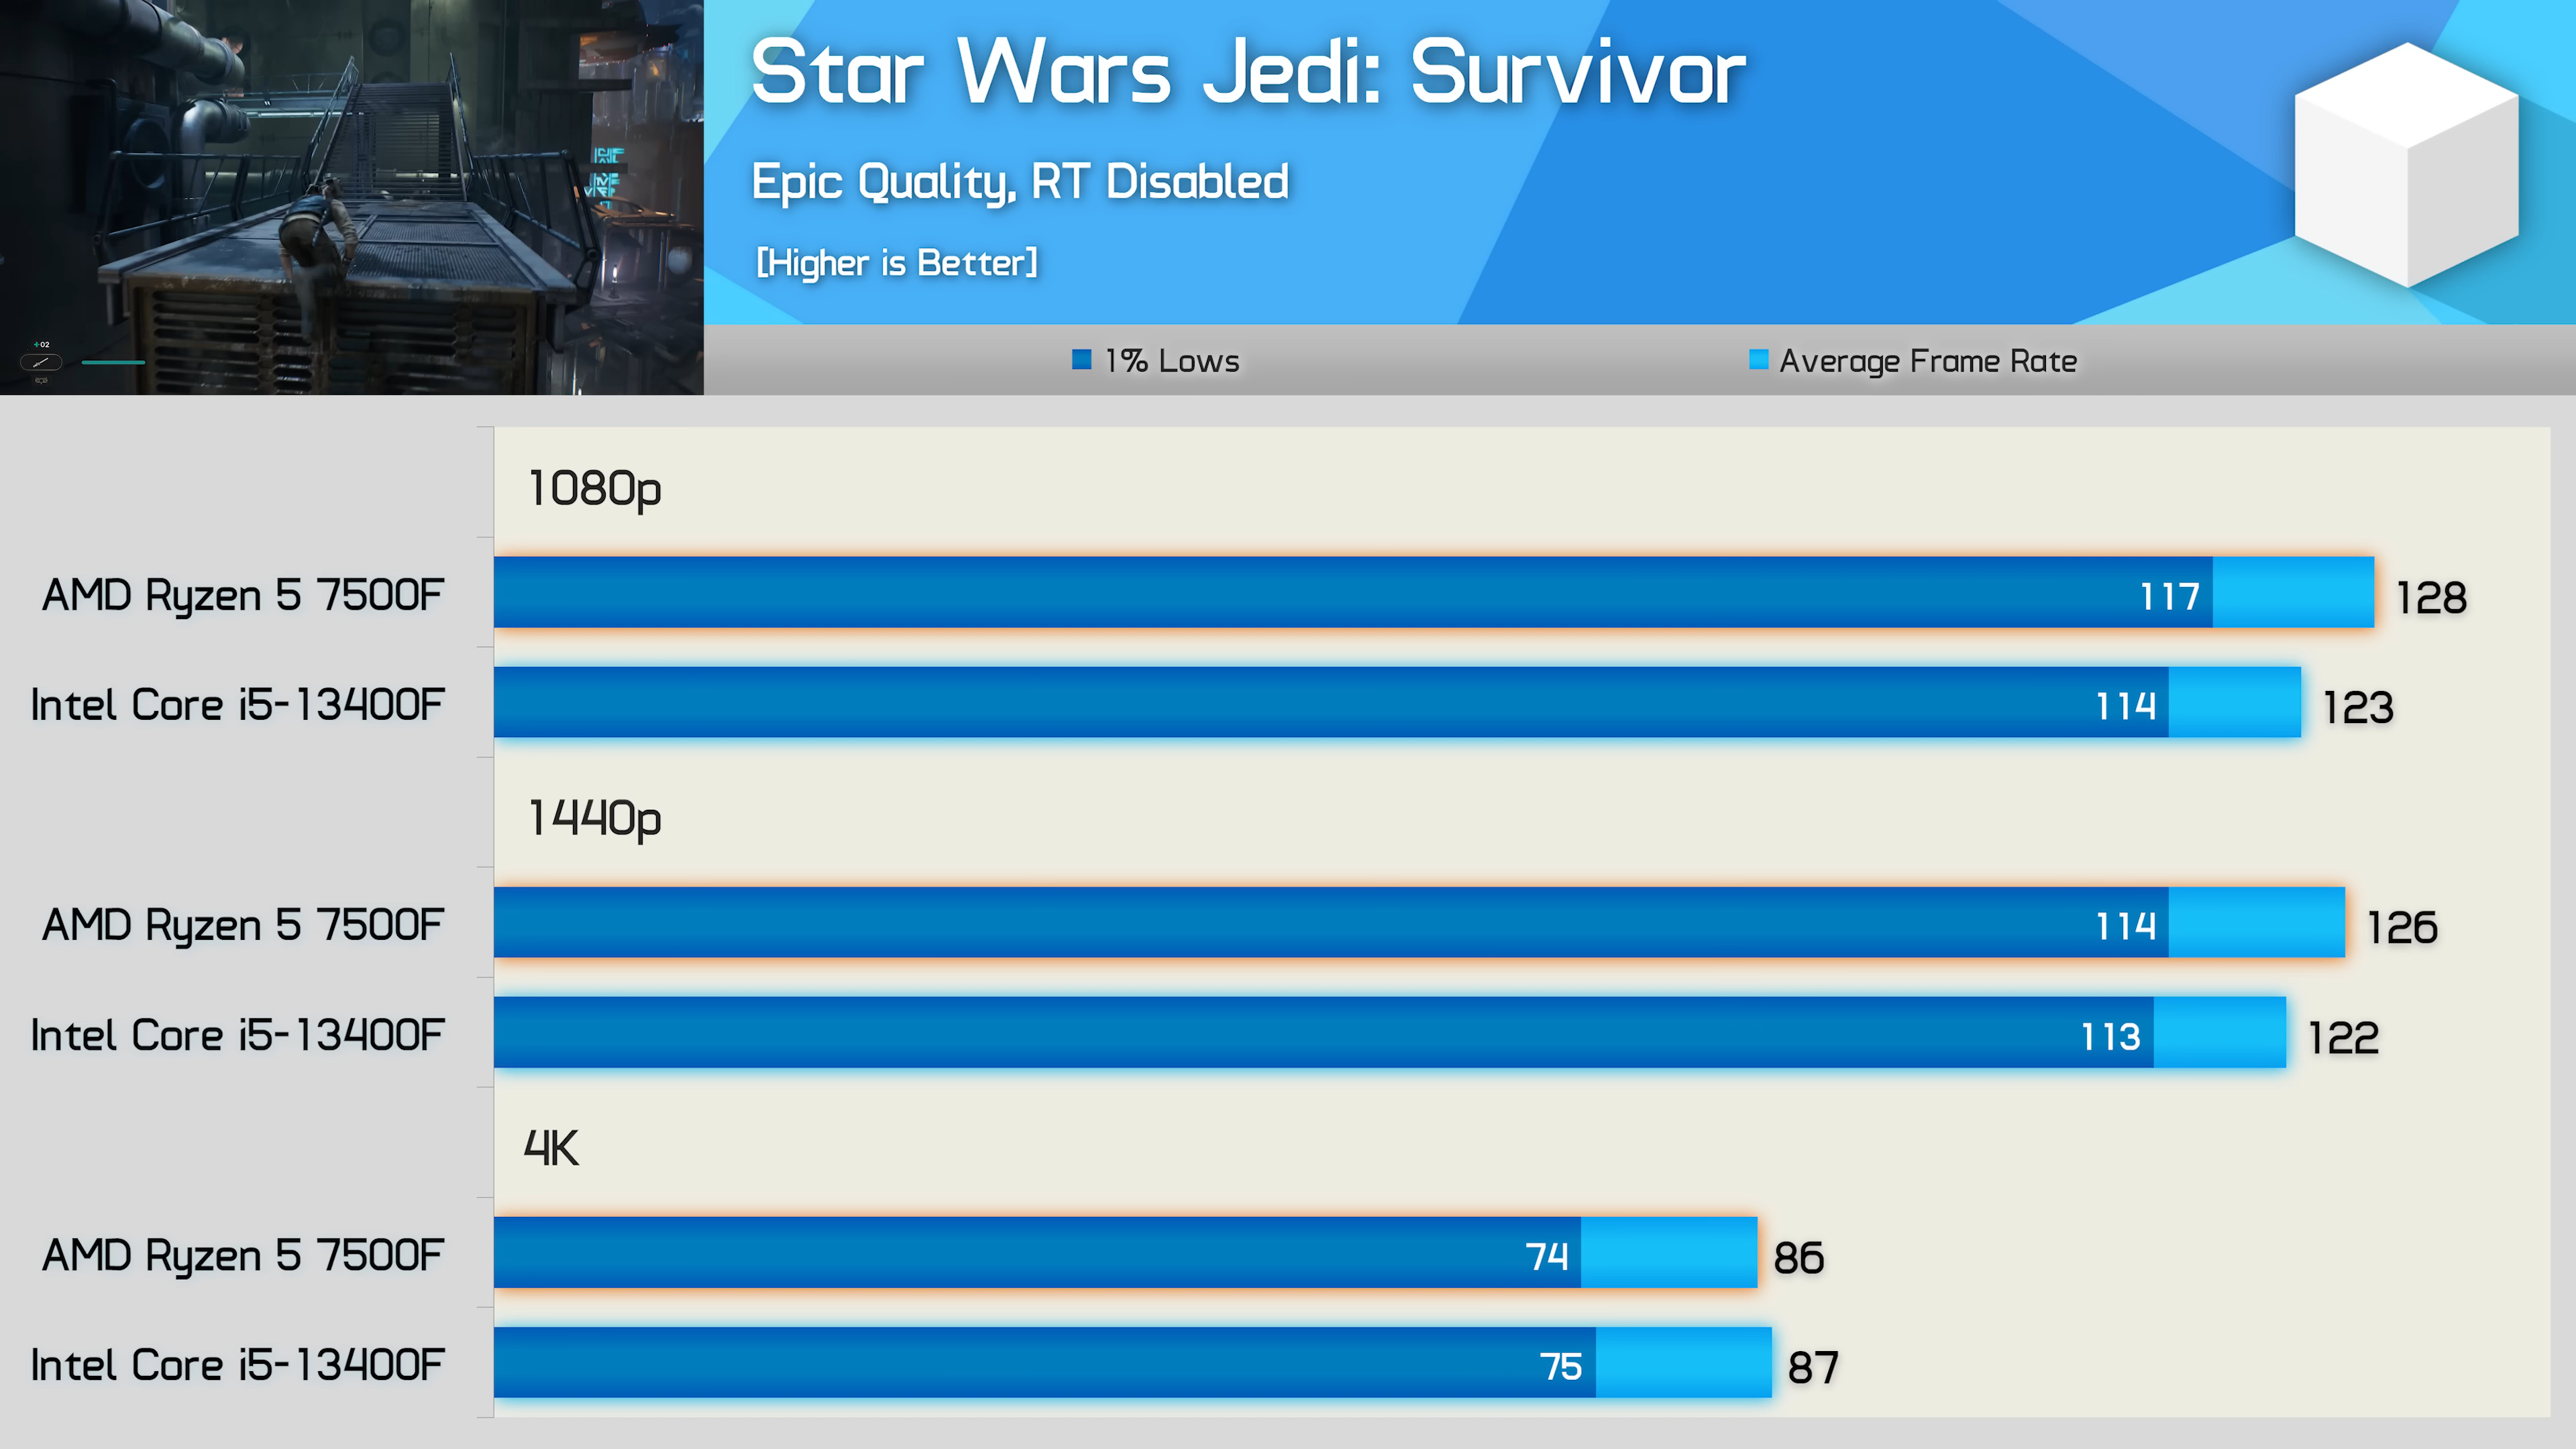 Star Wars Jedi: Survivor
Epic Quality, RT Disabled
[Higher is Better]
+02
1% Lows
Average Frame Rate
1080p
AMD Ryzen 5 7500F
117
128
Intel Core i5-13400F
114
123
1440p
AMD Ryzen 5 7500F
114
126
Intel Core i5-13400F
113
122
4K
AMD Ryzen 5 7500F
74
86
Intel Core i5-13400F
75
87